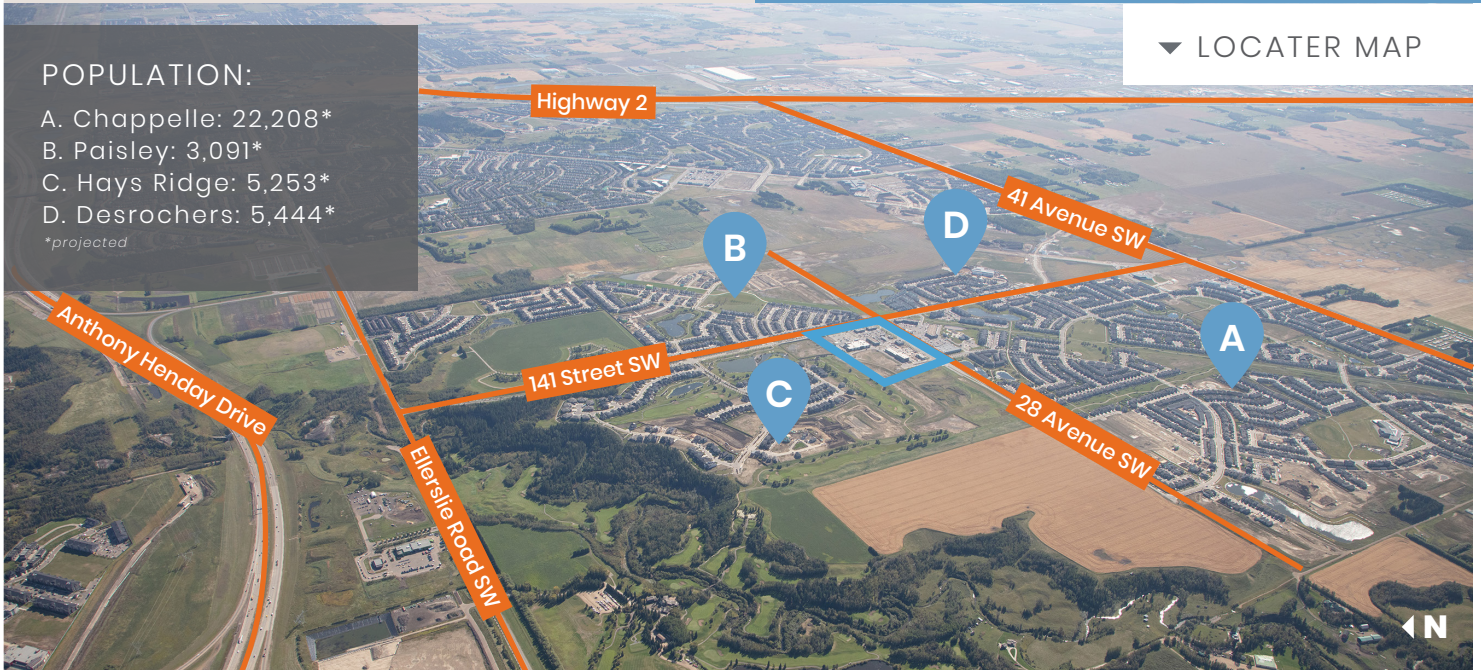 POPULATION:
A. Chappelle: 22,208*
B. Paisley: 3,091*
C. Hays Ridge: 5,253*
D. Desrochers: 5,444*
*projected
LOCATER MAP
Highway 2
41 Avenue SW
D
B
A
Anthony Henday Drive
141 Street SW
C
28 Avenue SW
Ellerslie Road SW
N